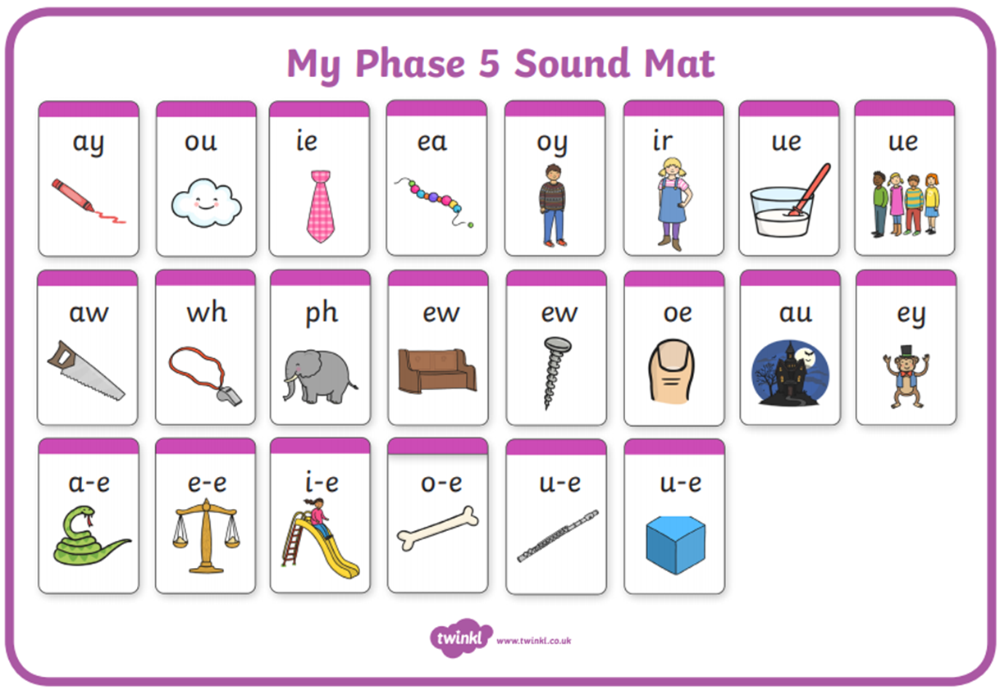 My Phase 5 Sound Mat
ay ou ie ea oy ir ue ue
aw wh ph ew ew oe au ey
a-e e-e i-e o-e u-e u-e
twinkl www.twinkl.co.uk